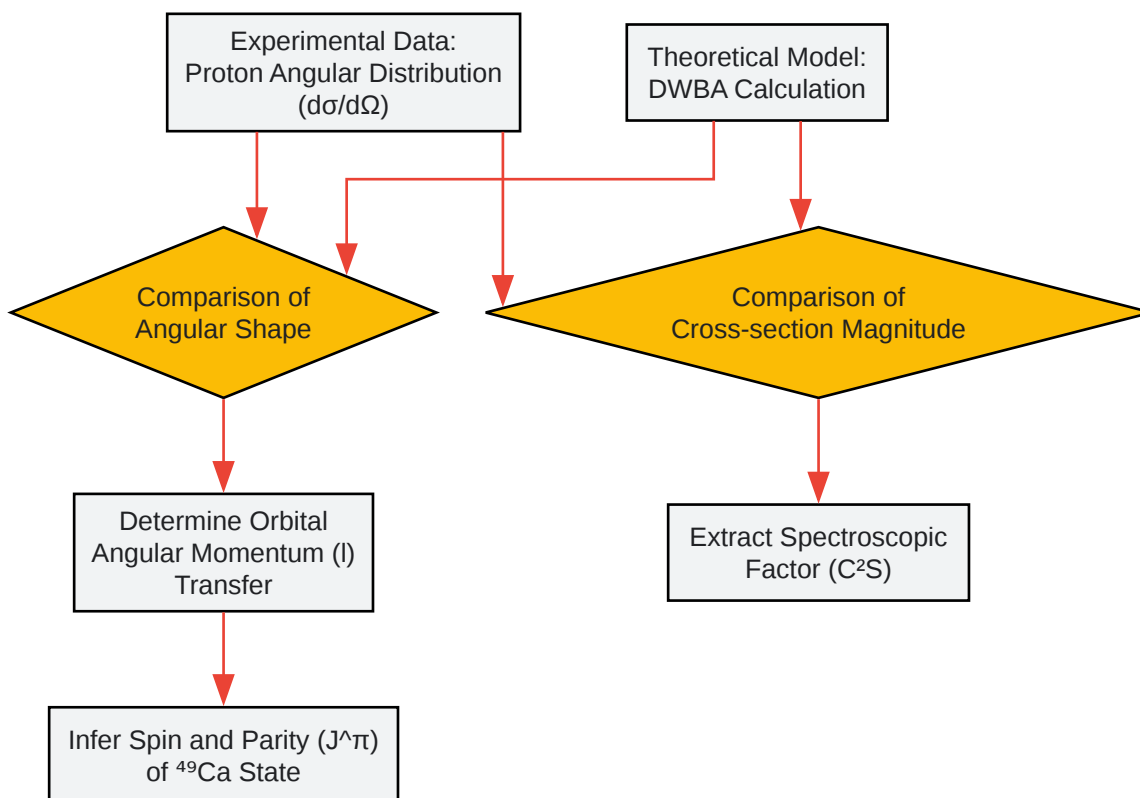 Experimental Data:
Proton Angular Distribution
(dσ/dΩ)
Theoretical Model:
DWBA Calculation
Comparison of
Angular Shape
Comparison of
Cross-section Magnitude
Determine Orbital
Angular Momentum (l)
Transfer
Extract Spectroscopic
Factor (C²S)
Infer Spin and Parity (J^π)
of ⁴⁹Ca State